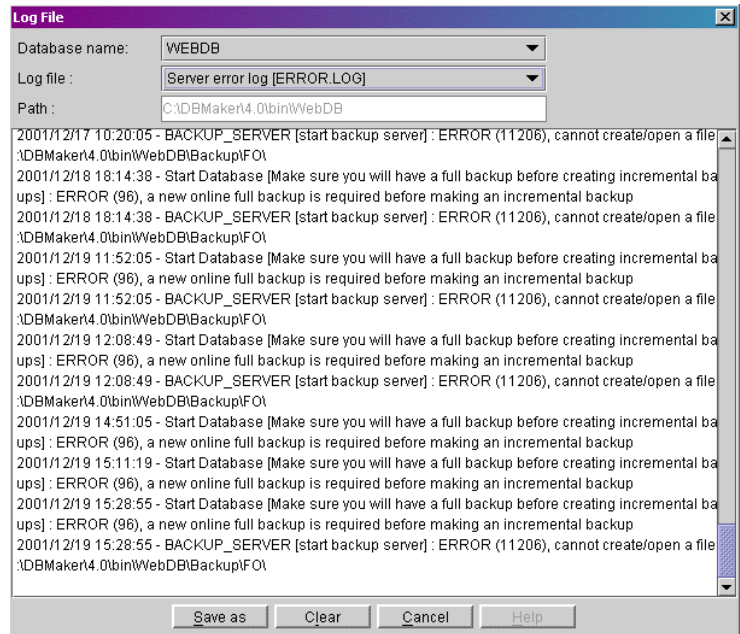 Log File
Database name: WEBDB
Log file : Server error log [ERROR.LOG]
Path : C:\DBMaker\4.0\bin\WebDB
2001/12/17 10:20:05 - BACKUP_SERVER [start backup server] : ERROR (11206), cannot create/open a file
:\DBMaker\4.0\bin\WebDB\Backup\FO\
2001/12/18 18:14:38 - Start Database [Make sure you will have a full backup before creating incremental ba
ups] : ERROR (96), a new online full backup is required before making an incremental backup
2001/12/18 18:14:38 - BACKUP_SERVER [start backup server] : ERROR (11206), cannot create/open a file
:\DBMaker\4.0\bin\WebDB\Backup\FO\
2001/12/19 11:52:05 - Start Database [Make sure you will have a full backup before creating incremental ba
ups] : ERROR (96), a new online full backup is required before making an incremental backup
2001/12/19 11:52:05 - BACKUP_SERVER [start backup server] : ERROR (11206), cannot create/open a file
:\DBMaker\4.0\bin\WebDB\Backup\FO\
2001/12/19 12:08:49 - Start Database [Make sure you will have a full backup before creating incremental ba
ups] : ERROR (96), a new online full backup is required before making an incremental backup
2001/12/19 12:08:49 - BACKUP_SERVER [start backup server] : ERROR (11206), cannot create/open a file
:\DBMaker\4.0\bin\WebDB\Backup\FO\
2001/12/19 14:51:05 - Start Database [Make sure you will have a full backup before creating incremental ba
ups] : ERROR (96), a new online full backup is required before making an incremental backup
2001/12/19 15:11:19 - Start Database [Make sure you will have a full backup before creating incremental ba
ups] : ERROR (96), a new online full backup is required before making an incremental backup
2001/12/19 15:28:55 - Start Database [Make sure you will have a full backup before creating incremental ba
ups] : ERROR (96), a new online full backup is required before making an incremental backup
2001/12/19 15:28:55 - BACKUP_SERVER [start backup server] : ERROR (11206), cannot create/open a file
:\DBMaker\4.0\bin\WebDB\Backup\FO\
Save as Clear Cancel Help